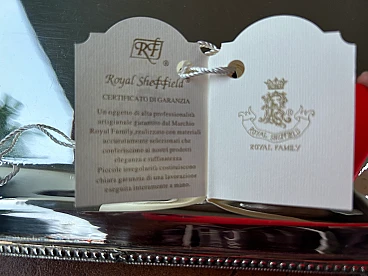 RF ®
Royal Sheffield
CERTIFICATO DI GARANZIA
Un oggetto di alta professionalità
artigianale garantito dal Marchio
Royal Family, realizzato con materiali
accuratamente selezionati che
conferiscono ai nostri prodotti
eleganza e raffinatezza.
Piccole singolarità costituiscono
chiara garanzia di una lavorazione
eseguita interamente a mano.
ROYAL SHEFFIELD
ROYAL FAMILY